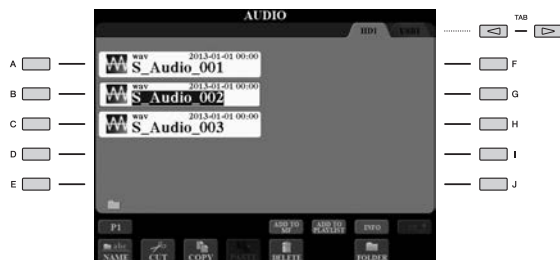 AUDIO
TAB
HD1 USB1
A
F
wav 2013-01-01 00:00
S_Audio_001
B
G
wav 2013-01-01 00:00
S_Audio_002
C
H
wav 2013-01-01 00:00
S_Audio_003
D
I
E
J
P1
ADD TO
MF
ADD TO
PLAYLIST
INFO
abc
NAME
CUT
COPY
PASTE
DELETE
FOLDER